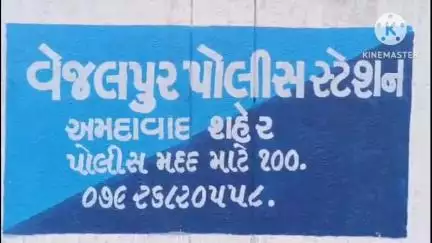 વેજલપુર પોલીસ સ્ટેશન
અમદાવાદ શહેર
પોલીસ મદદ માટે ૧૦૦.
૦૭૯ ૨૬૮૨૦૫૫૮.
KINEMASTER